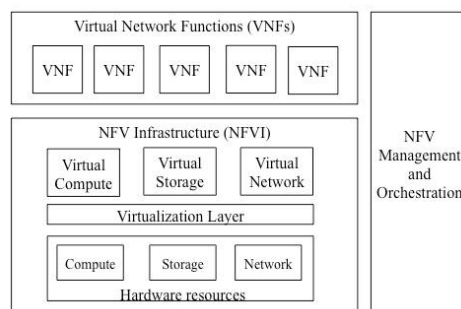 Virtual Network Functions (VNFs)
VNF VNF VNF VNF VNF
NFV Infrastructure (NFVI)
Virtual Compute
Virtual Storage
Virtual Network
Virtualization Layer
Compute Storage Network
Hardware resources
NFV
Management
and
Orchestration